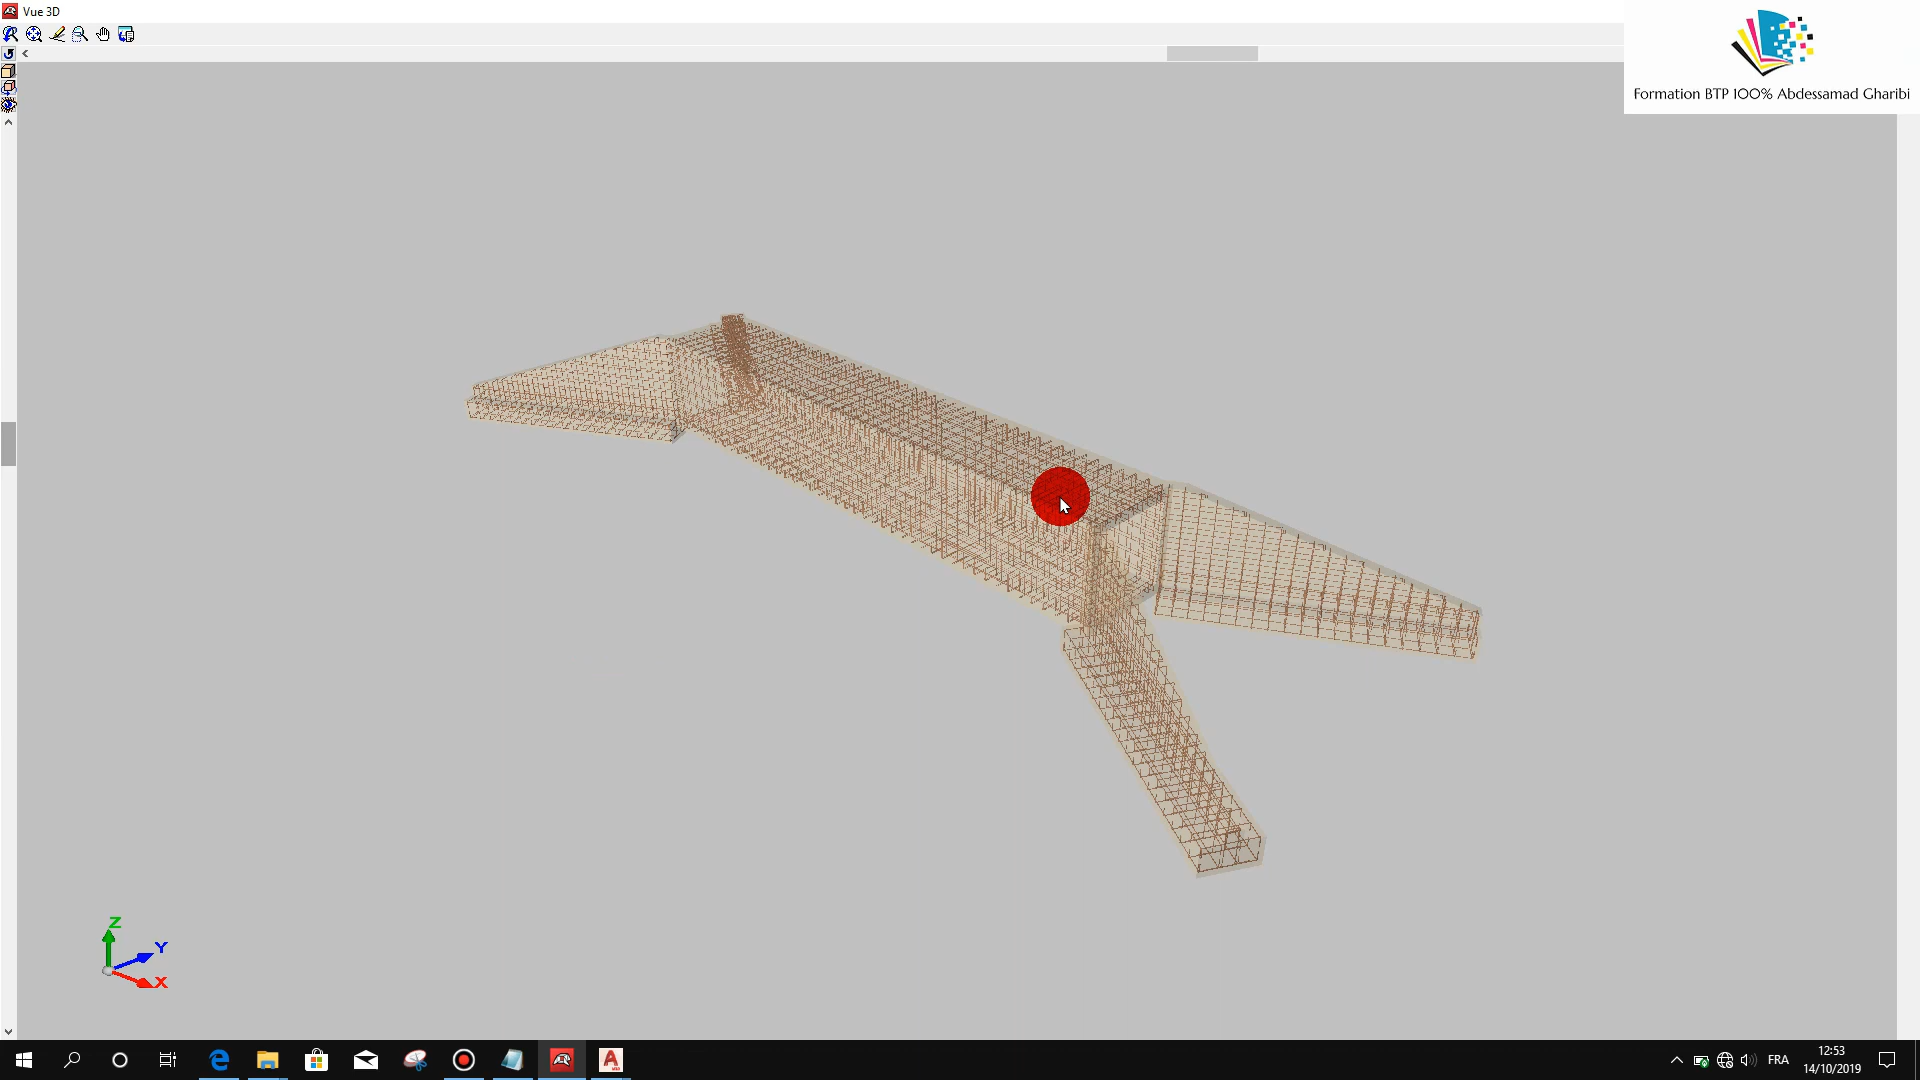 Vue 3D
Formation BTP 100% Abdessamad Gharibi
Z
Y
X
FRA
12:53
14/10/2019